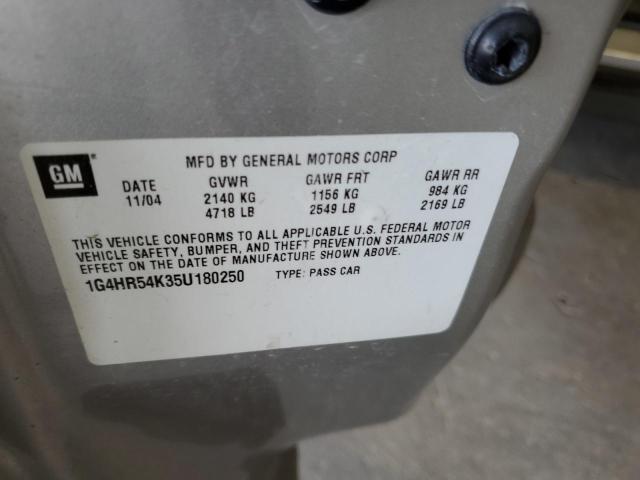 GM
MFD BY GENERAL MOTORS CORP
DATE GVWR GAWR FRT GAWR RR
11/04 2140 KG 1156 KG 984 KG
4718 LB 2549 LB 2169 LB
THIS VEHICLE CONFORMS TO ALL APPLICABLE U.S. FEDERAL MOTOR
VEHICLE SAFETY, BUMPER, AND THEFT PREVENTION STANDARDS IN
EFFECT ON THE DATE OF MANUFACTURE SHOWN ABOVE.
1G4HR54K35U180250 TYPE: PASS CAR